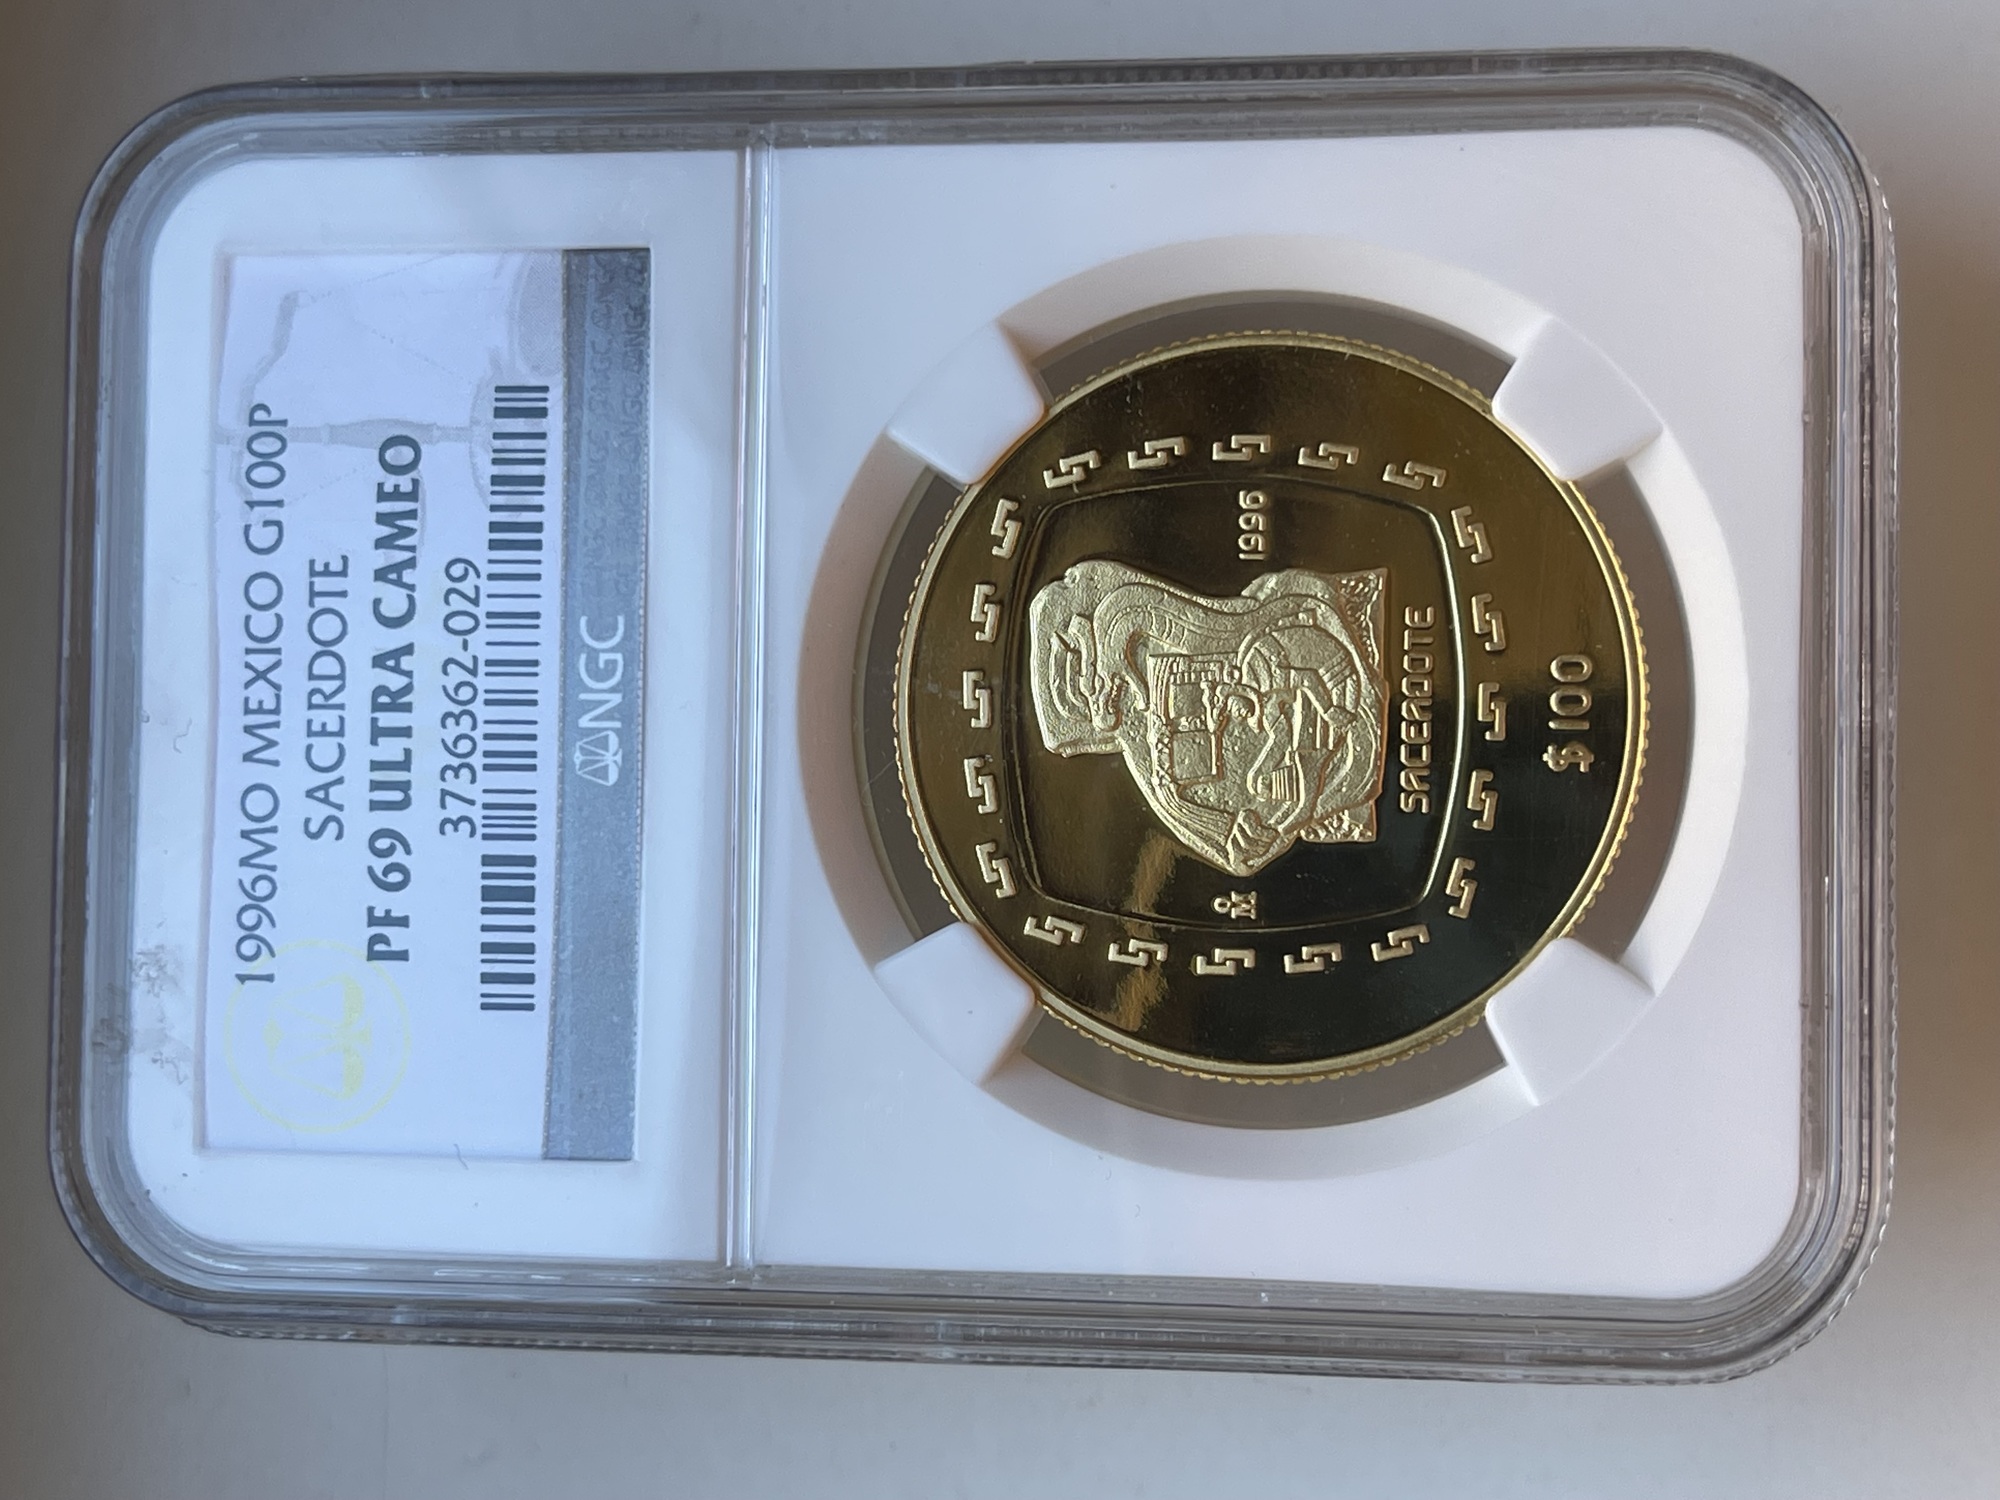 1996MO MEXICO G100P
SACERDOTE
PF 69 ULTRA CAMEO
3736362-029
NGC
M°
1996
SACERDOTE
$100